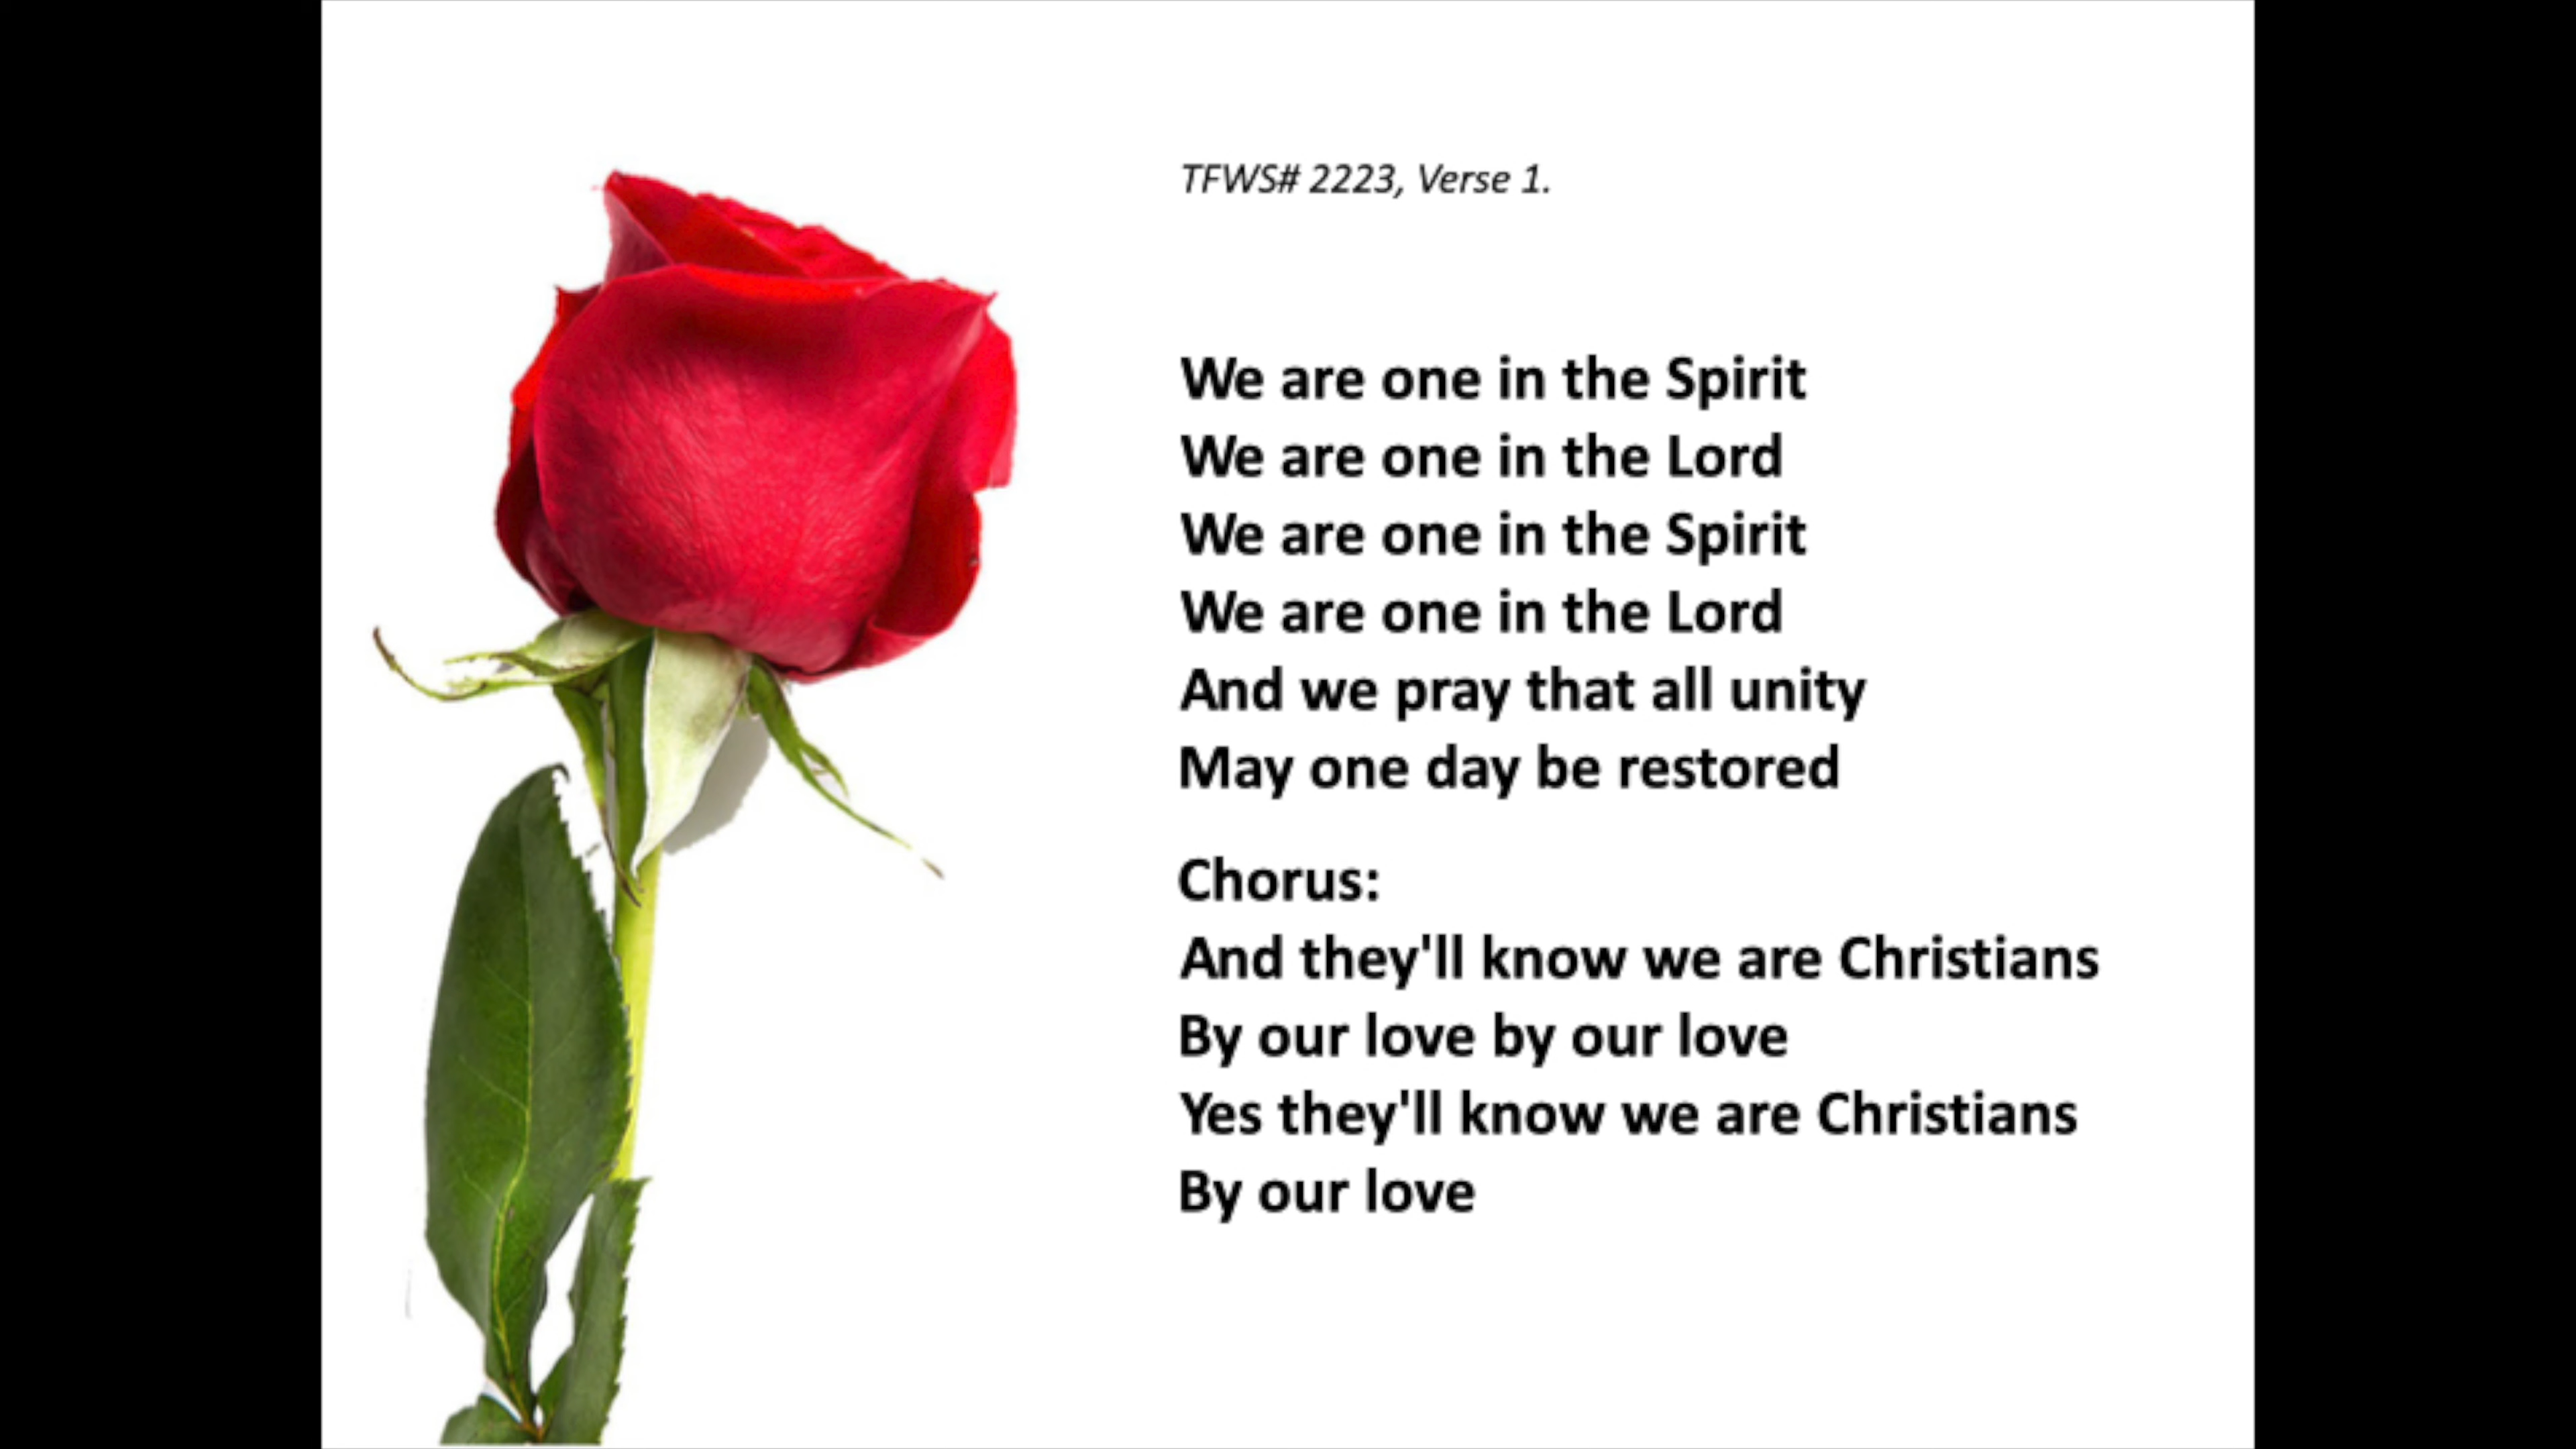 TFWS# 2223, Verse 1.
We are one in the Spirit
We are one in the Lord
We are one in the Spirit
We are one in the Lord
And we pray that all unity
May one day be restored
Chorus:
And they'll know we are Christians
By our love by our love
Yes they'll know we are Christians
By our love